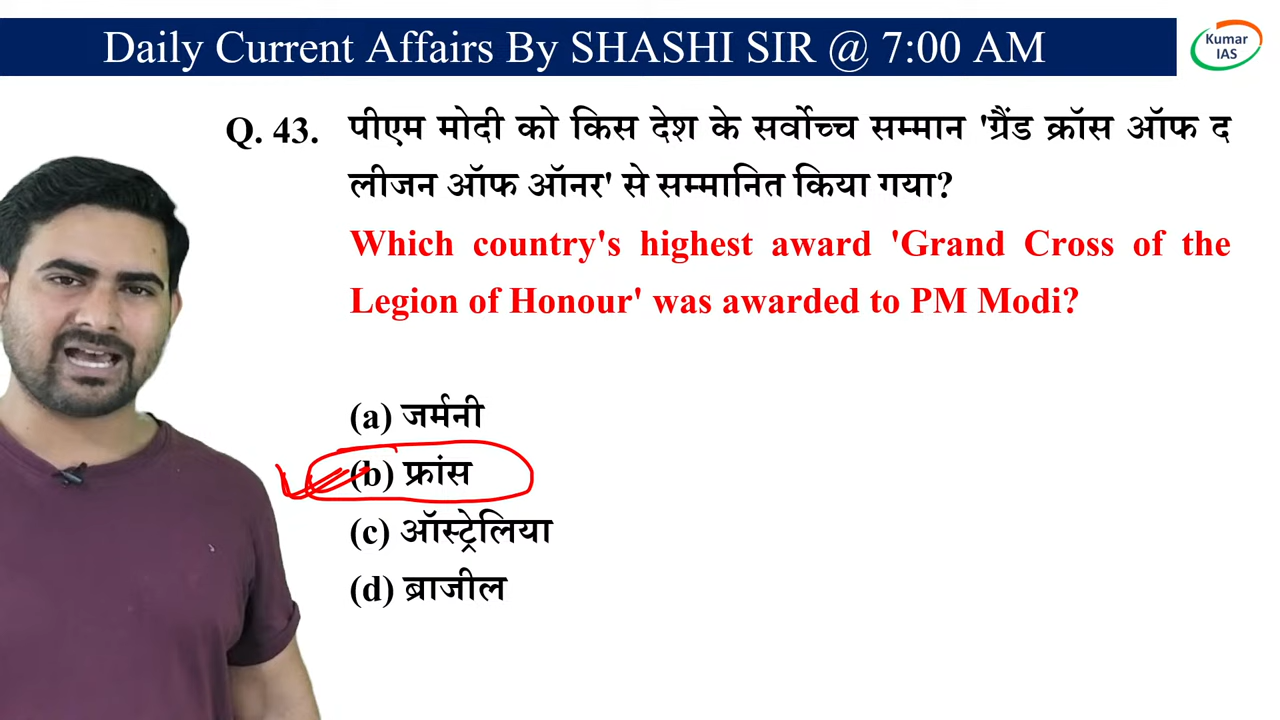 Daily Current Affairs By SHASHI SIR @ 7:00 AM
Kumar
IAS
Q. 43. पीएम मोदी को किस देश के सर्वोच्च सम्मान 'ग्रैंड क्रॉस ऑफ द
लीजन ऑफ ऑनर' से सम्मानित किया गया?
Which country's highest award 'Grand Cross of the
Legion of Honour' was awarded to PM Modi?
(a) जर्मनी
(b) फ्रांस
(c) ऑस्ट्रेलिया
(d) ब्राजील